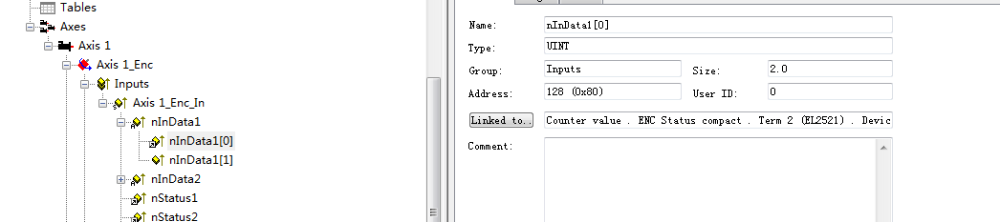 Tables
Axes
Axis 1
Axis 1_Enc
Inputs
Axis 1_Enc_In
nInData1
nInData1[0]
nInData1[1]
nInData2
nStatus1
nStatus2
Name: nInData1[0]
Type: UINT
Group: Inputs Size: 2.0
Address: 128 (0x80) User ID: 0
Linked to.. Counter value . ENC Status compact . Term 2 (EL2521) . Devic
Comment: